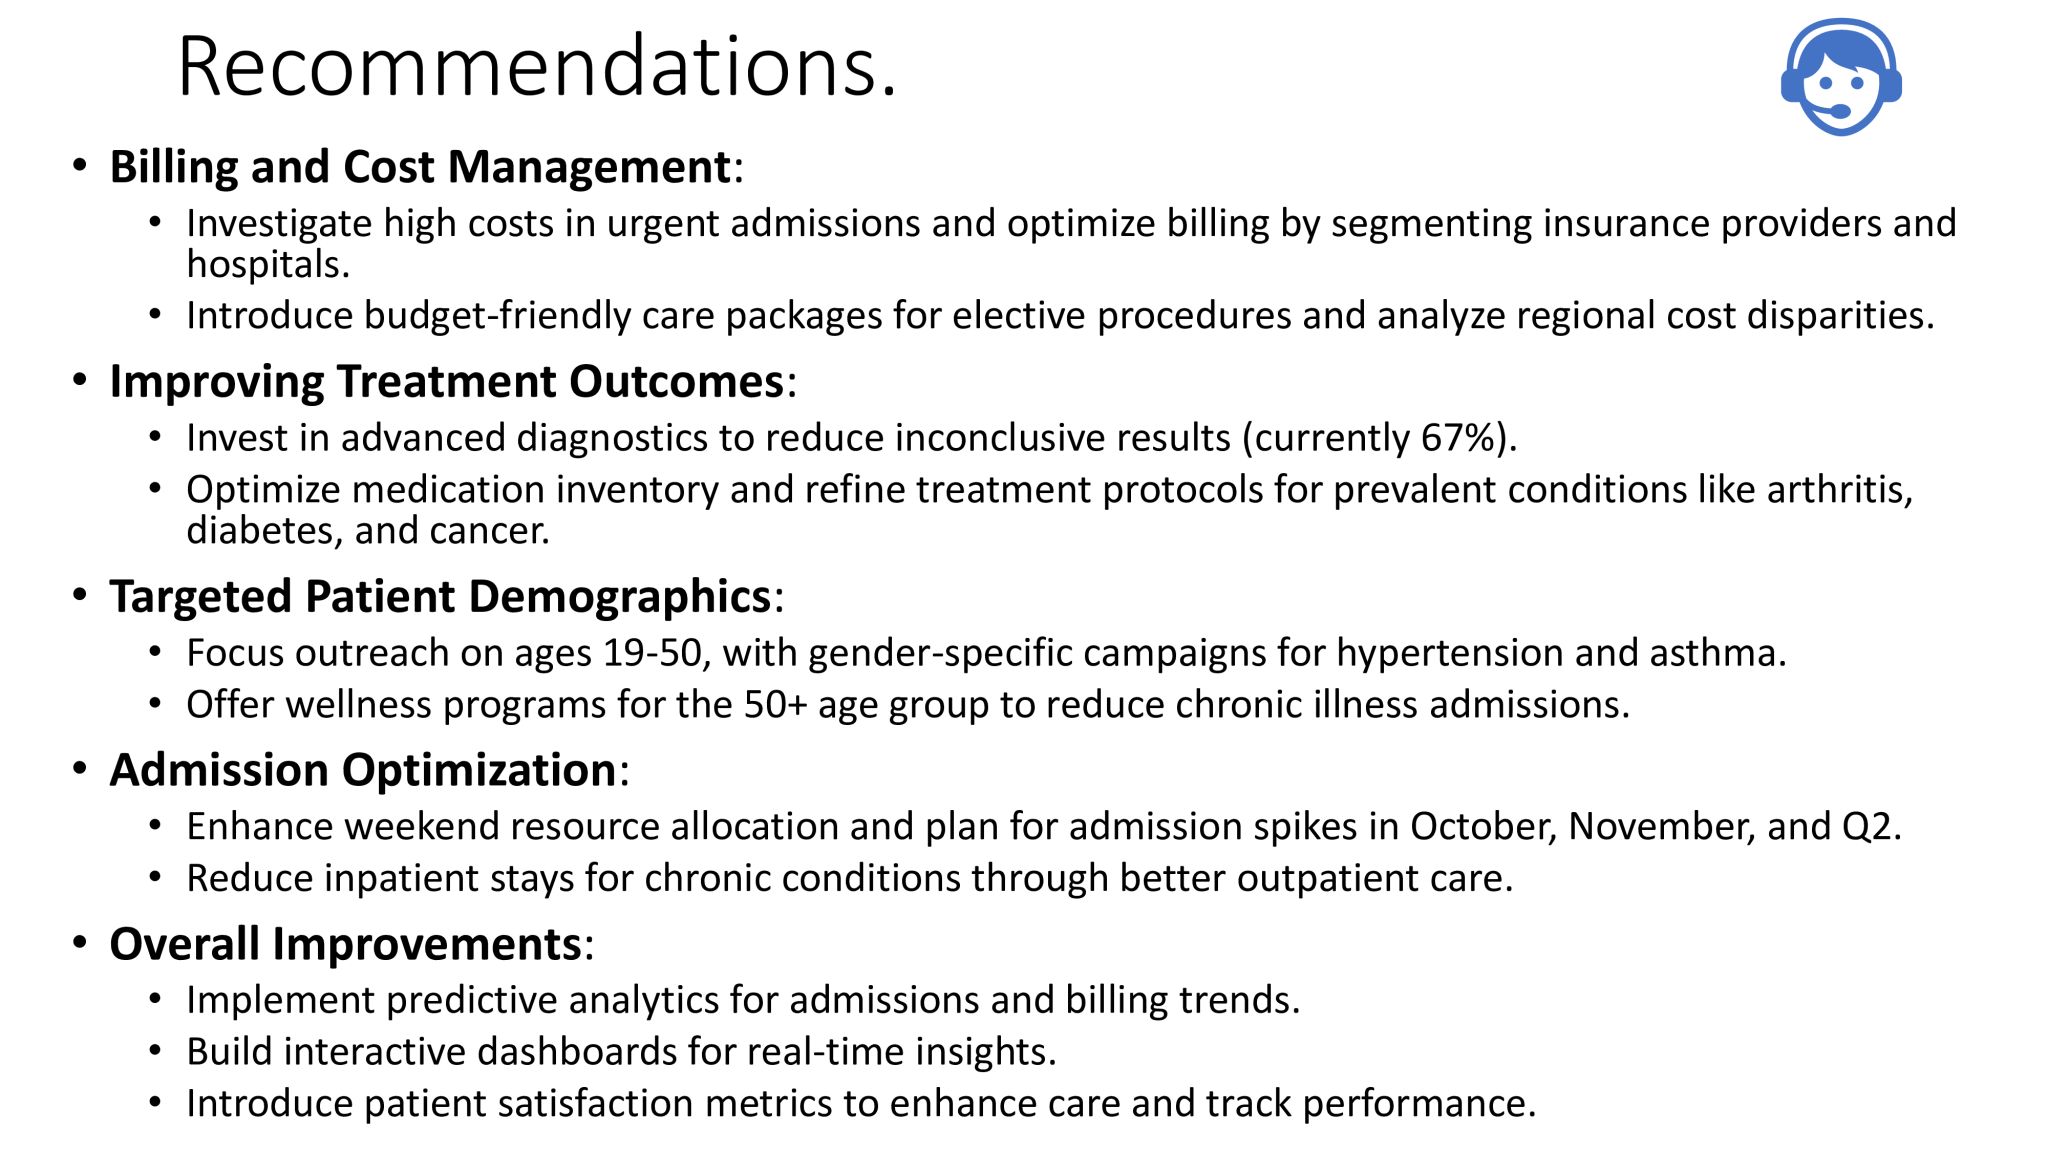 Recommendations.
• Billing and Cost Management:
• Investigate high costs in urgent admissions and optimize billing by segmenting insurance providers and
hospitals.
• Introduce budget-friendly care packages for elective procedures and analyze regional cost disparities.
• Improving Treatment Outcomes:
• Invest in advanced diagnostics to reduce inconclusive results (currently 67%).
• Optimize medication inventory and refine treatment protocols for prevalent conditions like arthritis,
diabetes, and cancer.
• Targeted Patient Demographics:
• Focus outreach on ages 19-50, with gender-specific campaigns for hypertension and asthma.
• Offer wellness programs for the 50+ age group to reduce chronic illness admissions.
• Admission Optimization:
• Enhance weekend resource allocation and plan for admission spikes in October, November, and Q2.
• Reduce inpatient stays for chronic conditions through better outpatient care.
• Overall Improvements:
• Implement predictive analytics for admissions and billing trends.
• Build interactive dashboards for real-time insights.
• Introduce patient satisfaction metrics to enhance care and track performance.